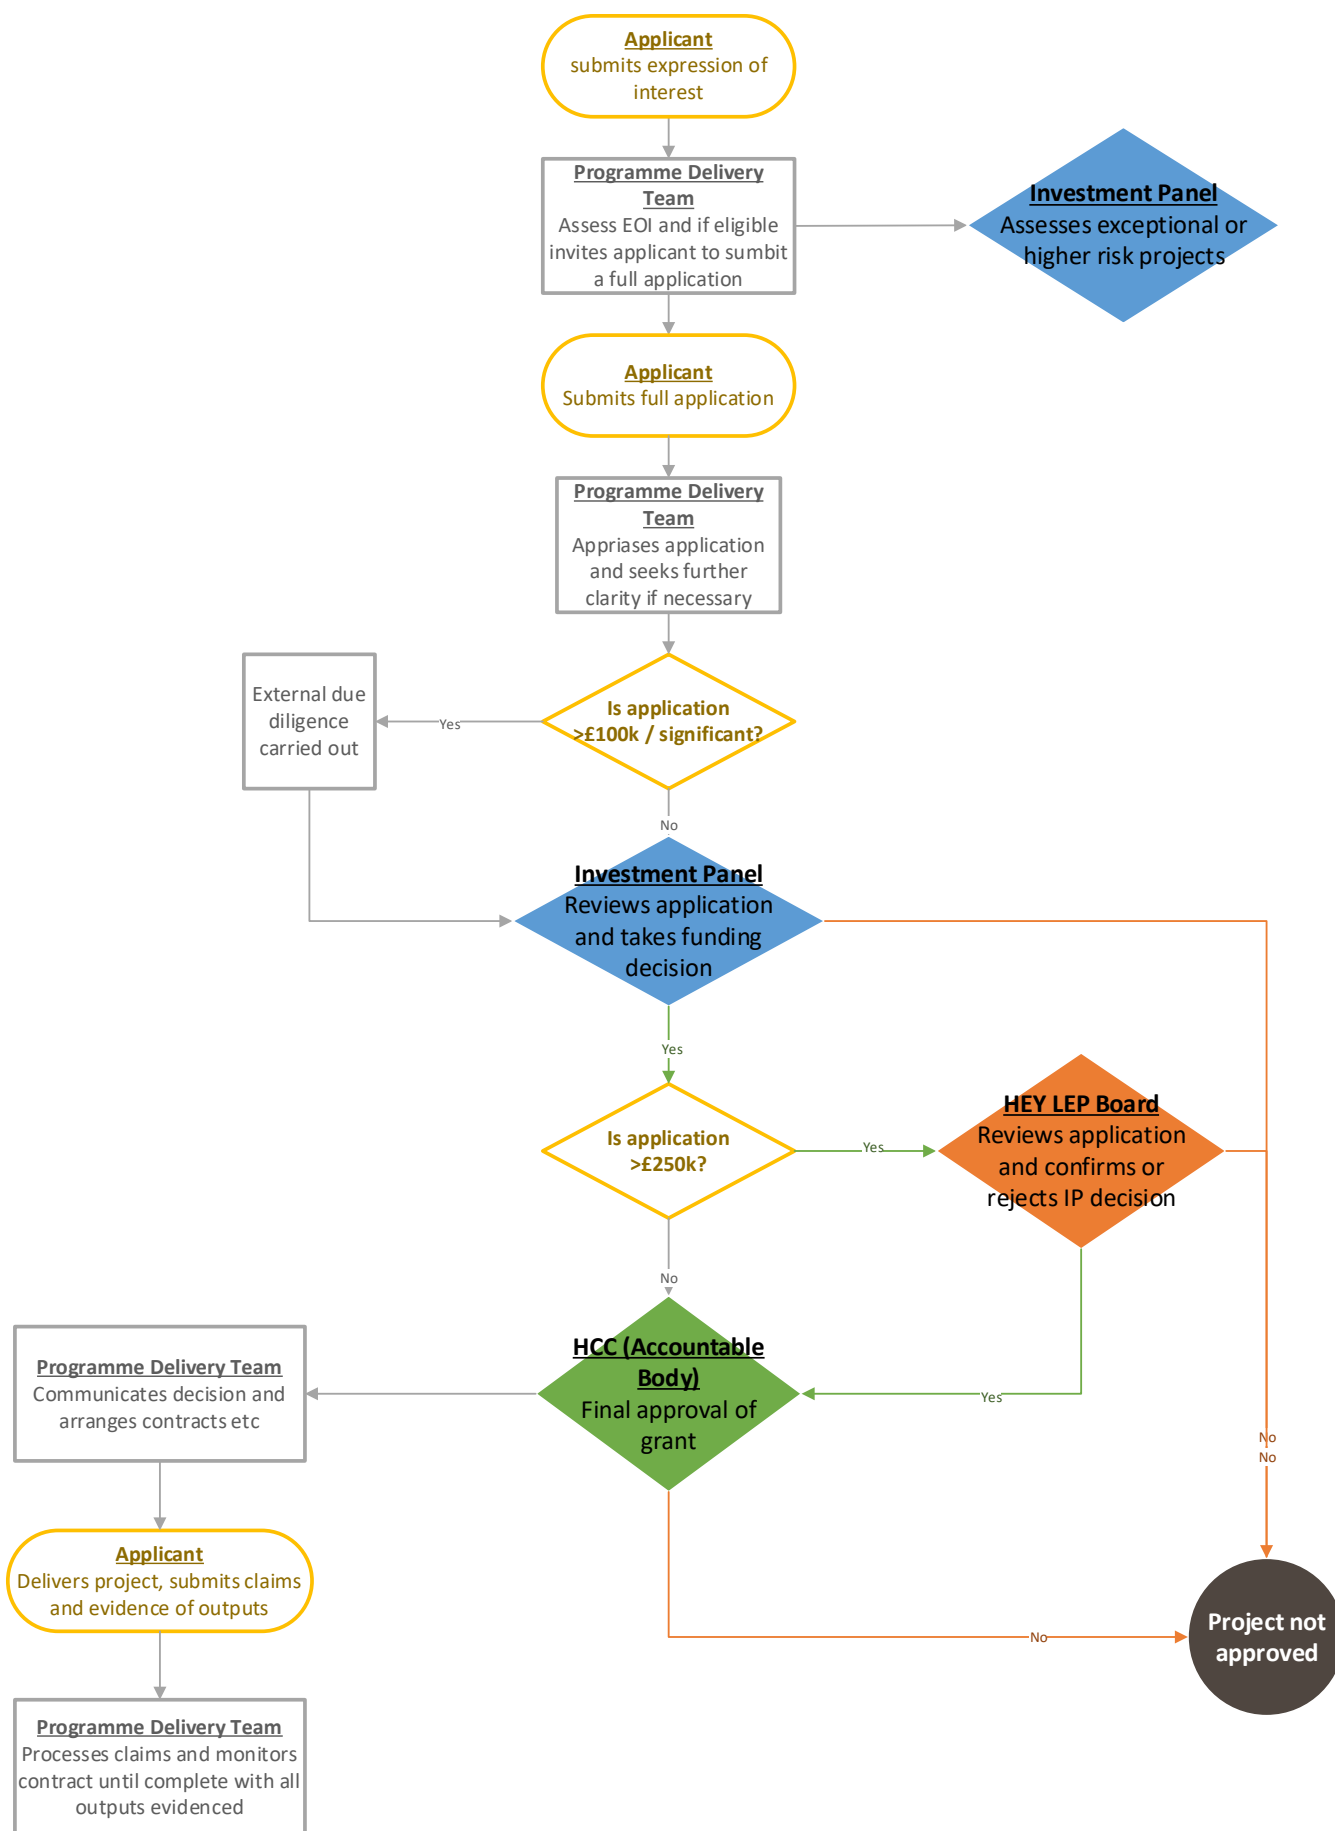 Applicant
submits expression of
interest
Programme Delivery
Team
Assess EOI and if eligible
invites applicant to sumbit
a full application
Investment Panel
Assesses exceptional or
higher risk projects
Applicant
Submits full application
Programme Delivery
Team
Appriases application
and seeks further
clarity if necessary
Is application
>£100k / significant?
Yes
External due
diligence
carried out
No
Investment Panel
Reviews application
and takes funding
decision
Yes
Is application
>£250k?
Yes
HEY LEP Board
Reviews application
and confirms or
rejects IP decision
No
HCC (Accountable
Body)
Final approval of
grant
Yes
No
No
Programme Delivery Team
Communicates decision and
arranges contracts etc
Applicant
Delivers project, submits claims
and evidence of outputs
No
Project not
approved
Programme Delivery Team
Processes claims and monitors
contract until complete with all
outputs evidenced